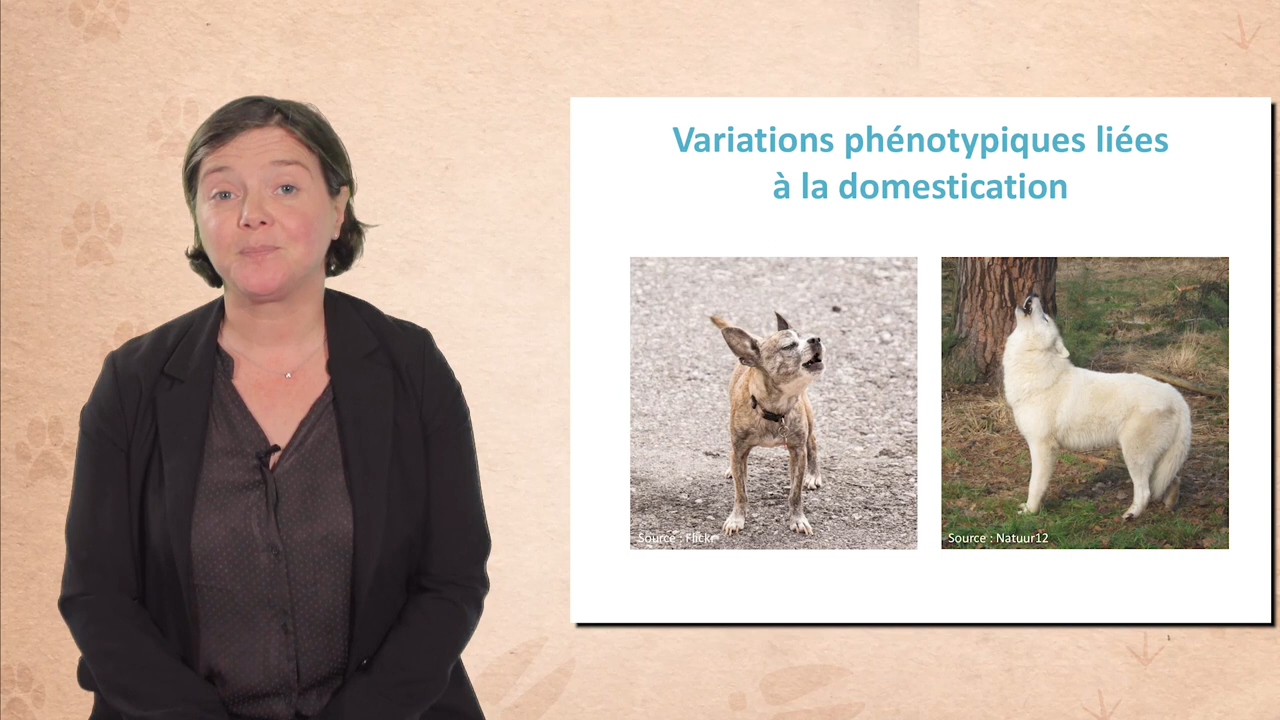 Variations phénotypiques liées
à la domestication
Source : Flickr
Source : Natuur12